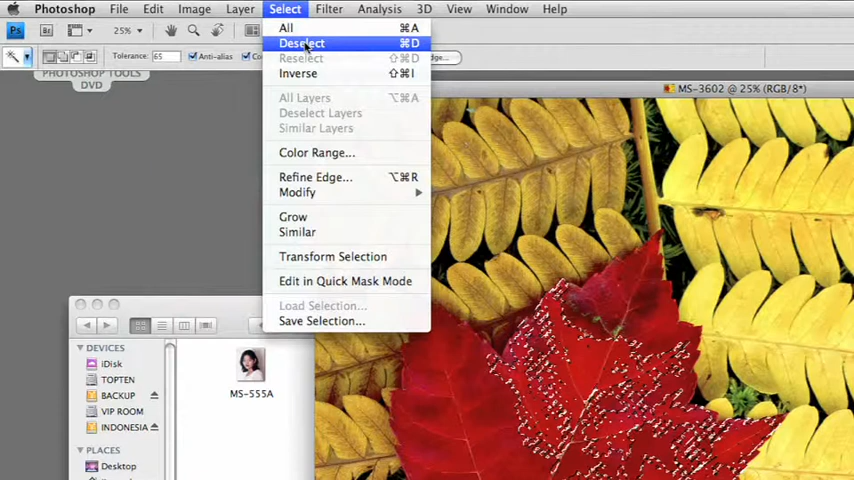 Photoshop File Edit Image Layer Select Filter Analysis 3D View Window Help
Ps Br 25%
Tolerance: 65 Anti-alias
PHOTOSHOP TOOLS
DVD
All ⌘A
Deselect ⌘D
Reselect ⇧⌘D
Inverse ⇧⌘I
All Layers ⌥⌘A
Deselect Layers
Similar Layers
Color Range...
Refine Edge... ⌥⌘R
Modify
Grow
Similar
Transform Selection
Edit in Quick Mask Mode
Load Selection...
Save Selection...
MS-3602 @ 25% (RGB/8*)
DEVICES
iDisk
TOPTEN
BACKUP
VIP ROOM
INDONESIA
PLACES
Desktop
MS-555A